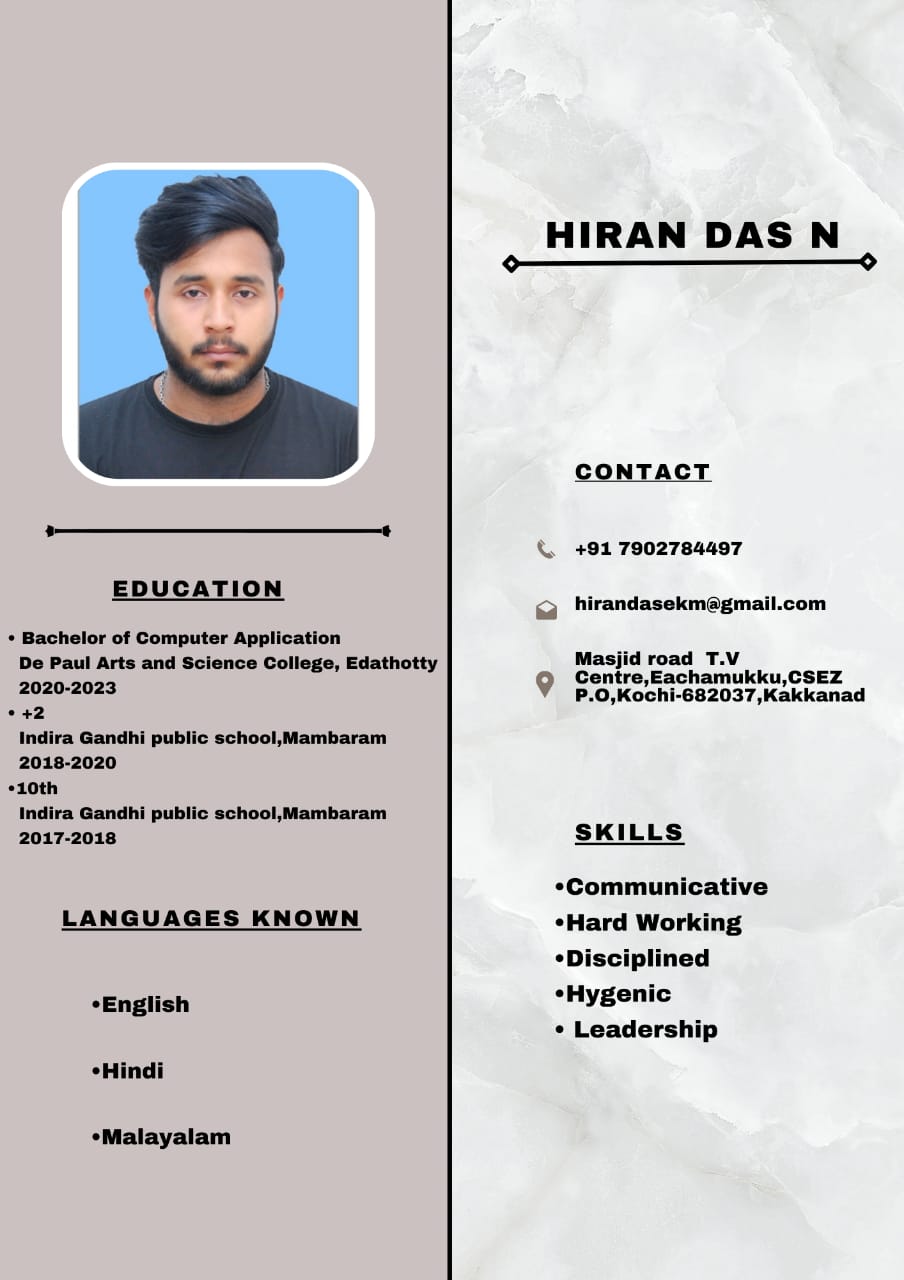 HIRAN DAS N
EDUCATION
• Bachelor of Computer Application
De Paul Arts and Science College, Edathotty
2020-2023
• +2
Indira Gandhi public school,Mambaram
2018-2020
•10th
Indira Gandhi public school,Mambaram
2017-2018
LANGUAGES KNOWN
•English
•Hindi
•Malayalam
CONTACT
+91 7902784497
hirandasekm@gmail.com
Masjid road  T.V
Centre,Eachamukku,CSEZ
P.O,Kochi-682037,Kakkanad
SKILLS
•Communicative
•Hard Working
•Disciplined
•Hygenic
• Leadership